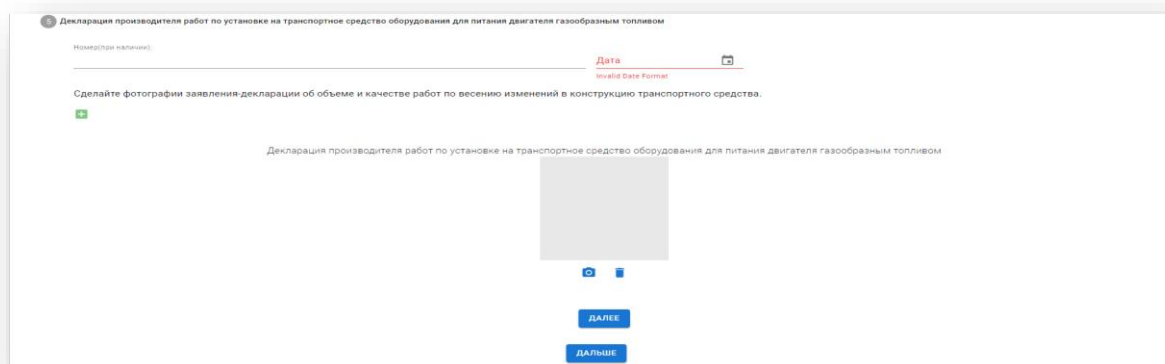 5 Декларация производителя работ по установке на транспортное средство оборудования для питания двигателя газообразным топливом
Номер(при наличии)
Дата
Invalid Date Format
Сделайте фотографии заявления-декларации об объеме и качестве работ по весению изменений в конструкцию транспортного средства.
Декларация производителя работ по установке на транспортное средство оборудования для питания двигателя газообразным топливом
ДАЛЕЕ
ДАЛЬШЕ